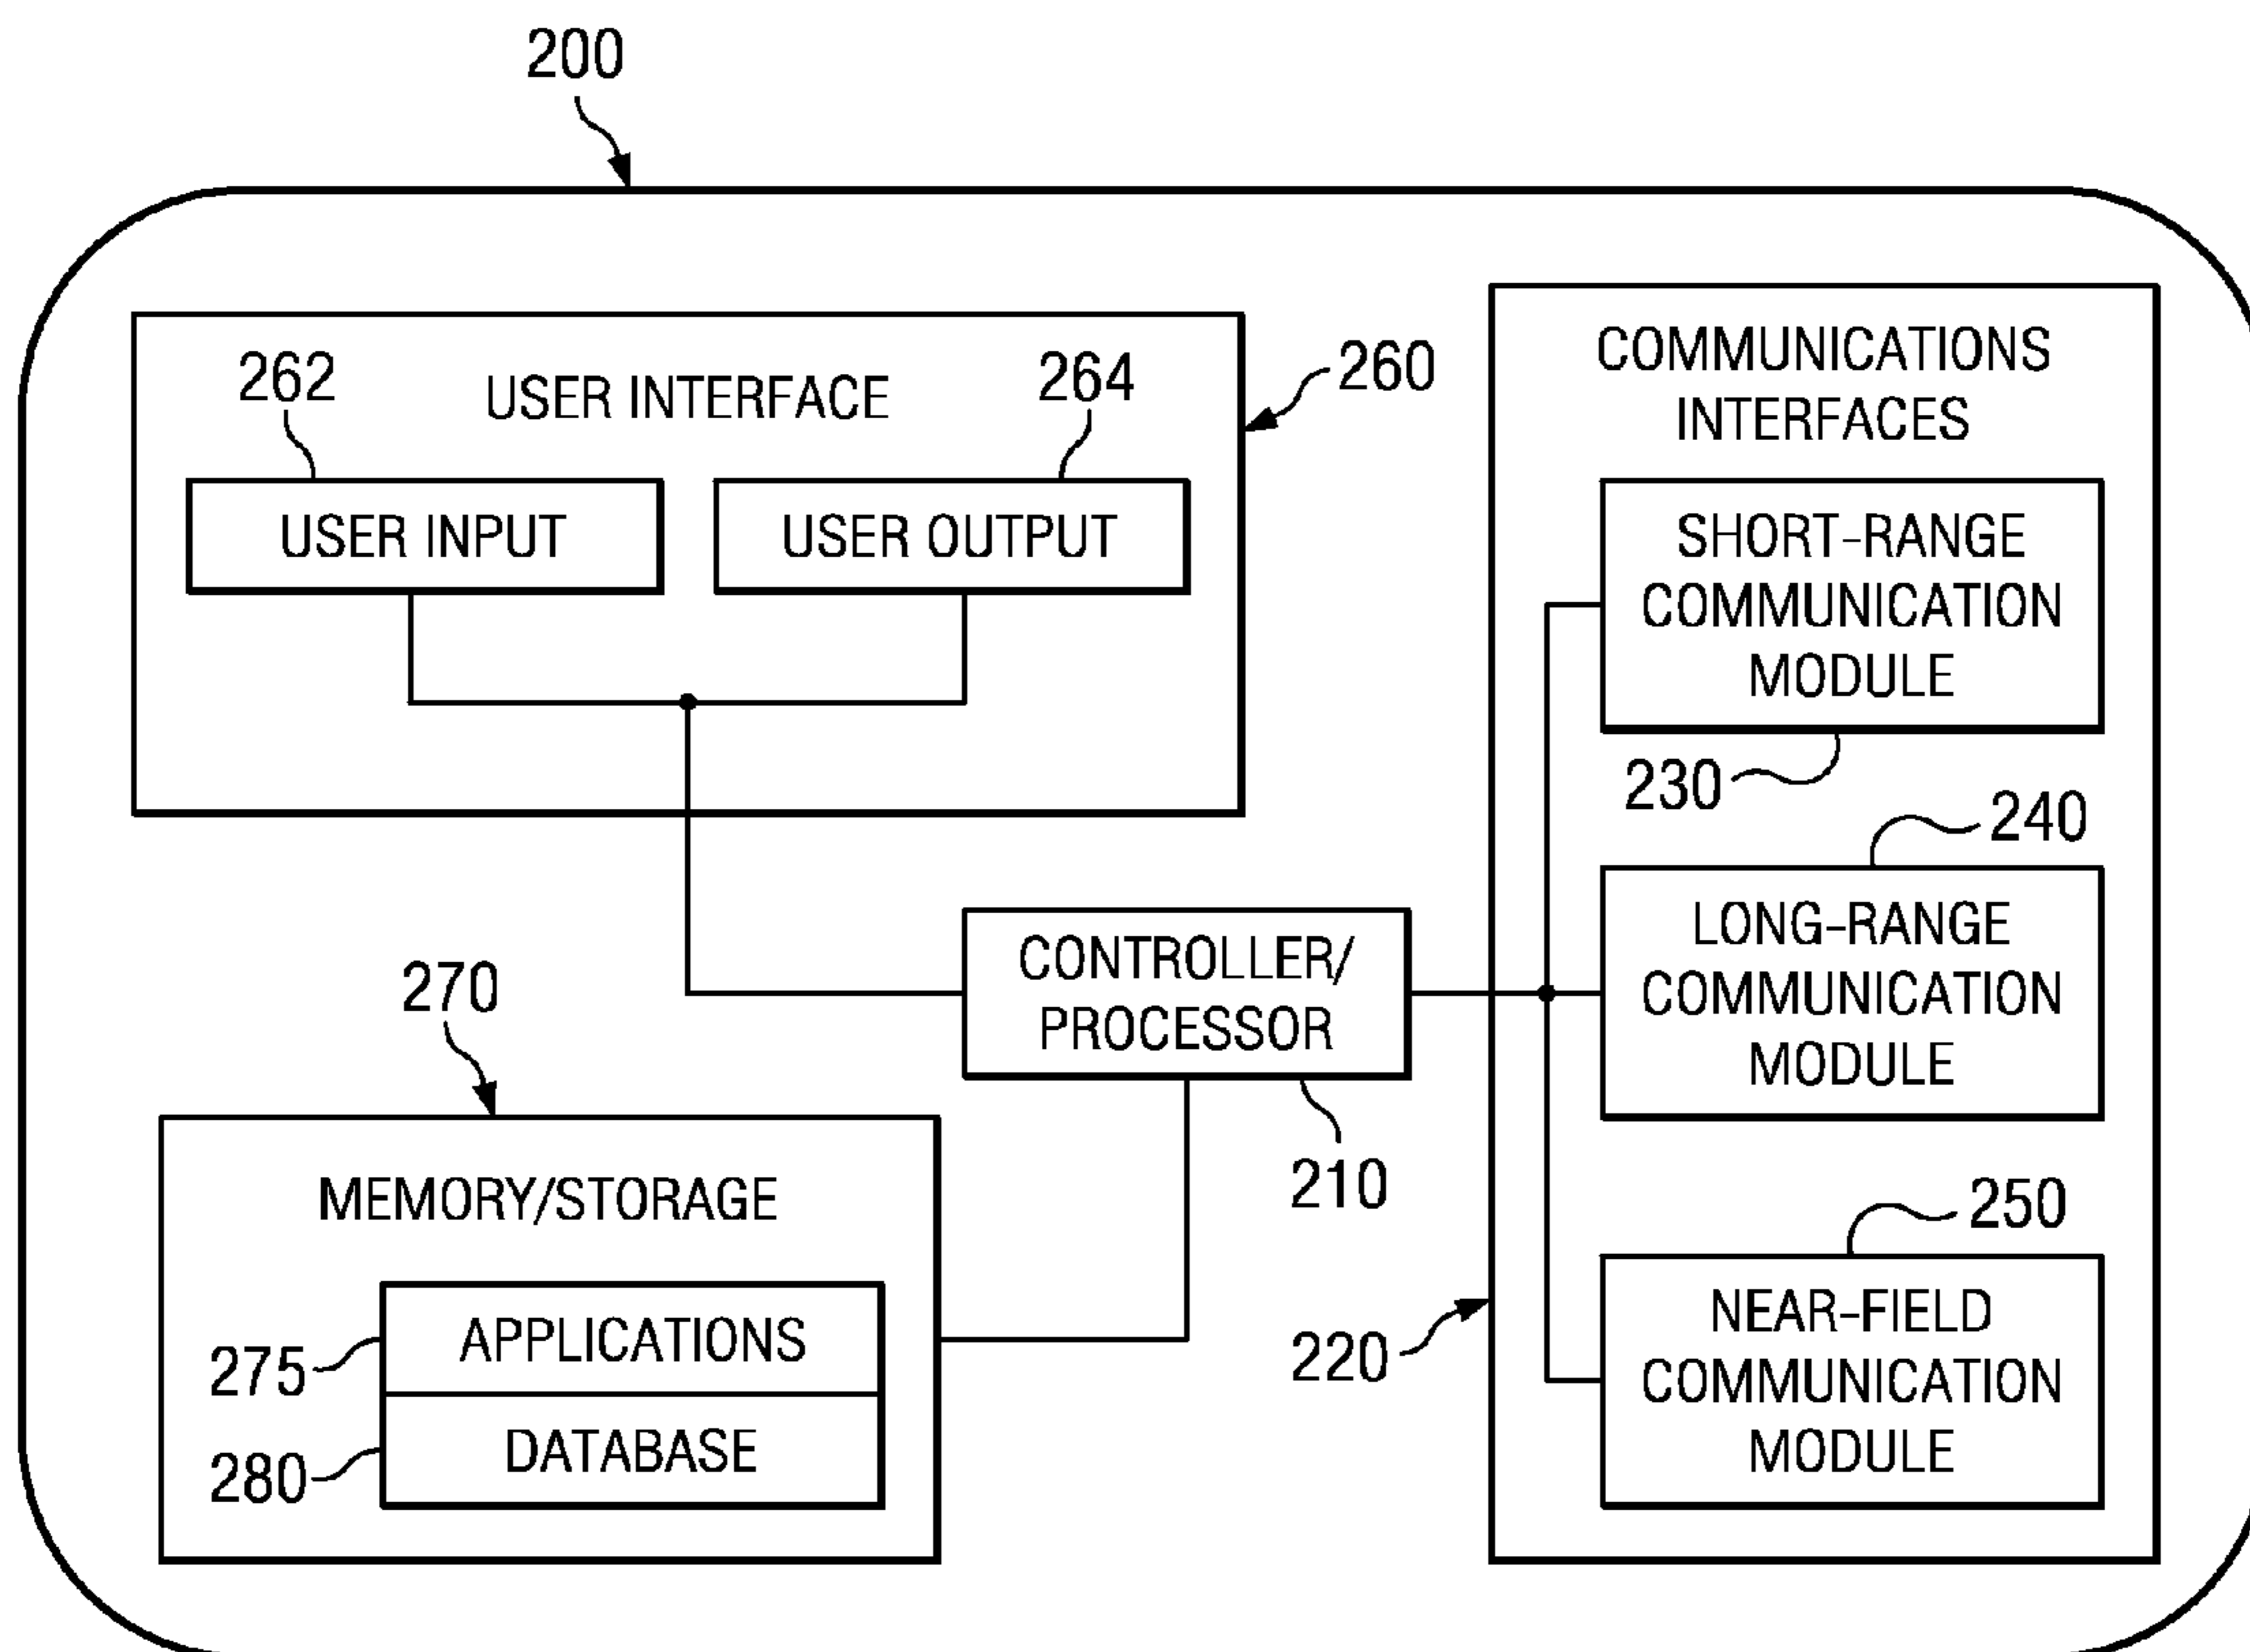 200
262
USER INTERFACE
264
260
USER INPUT
USER OUTPUT
COMMUNICATIONS
INTERFACES
SHORT-RANGE
COMMUNICATION
MODULE
230
240
LONG-RANGE
COMMUNICATION
MODULE
CONTROLLER/
PROCESSOR
210
270
MEMORY/STORAGE
275
APPLICATIONS
280
DATABASE
220
250
NEAR-FIELD
COMMUNICATION
MODULE